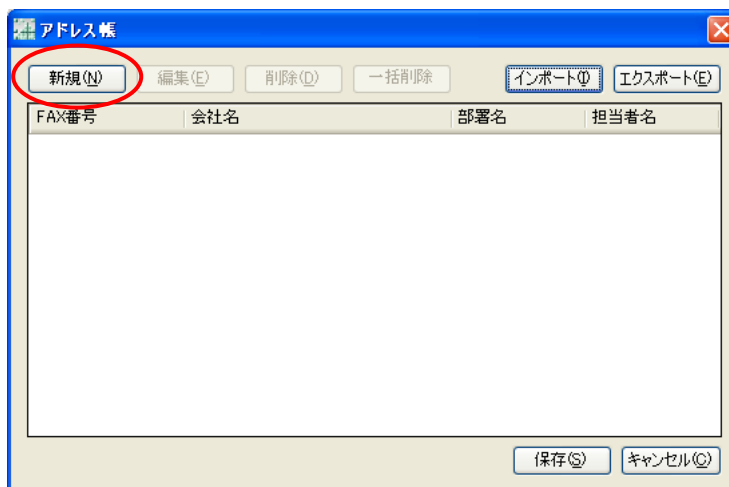 アドレス帳
新規(N) 編集(E) 削除(D) 一括削除 インポート(I) エクスポート(E)
FAX番号 会社名 部署名 担当者名
保存(S) キャンセル(C)